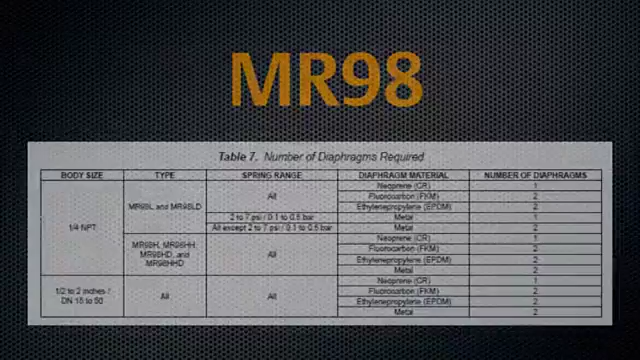 MR98
Table 7. Number of Diaphragms Required
BODY SIZE TYPE SPRING RANGE DIAPHRAGM MATERIAL NUMBER OF DIAPHRAGMS
1/4 NPT MR98L and MR98LD All Neoprene (CR) 1
Fluorocarbon (FKM) 2
Ethylenepropylene (EPDM) 2
2 to 7 psi / 0.1 to 0.5 bar Metal 1
All except 2 to 7 psi / 0.1 to 0.5 bar Metal 2
MR98H, MR98HH, MR98HD, and MR98HHD All Neoprene (CR) 1
Fluorocarbon (FKM) 2
Ethylenepropylene (EPDM) 2
Metal 2
1/2 to 2 inches / DN 15 to 50 All All Neoprene (CR) 1
Fluorocarbon (FKM) 2
Ethylenepropylene (EPDM) 2
Metal 2